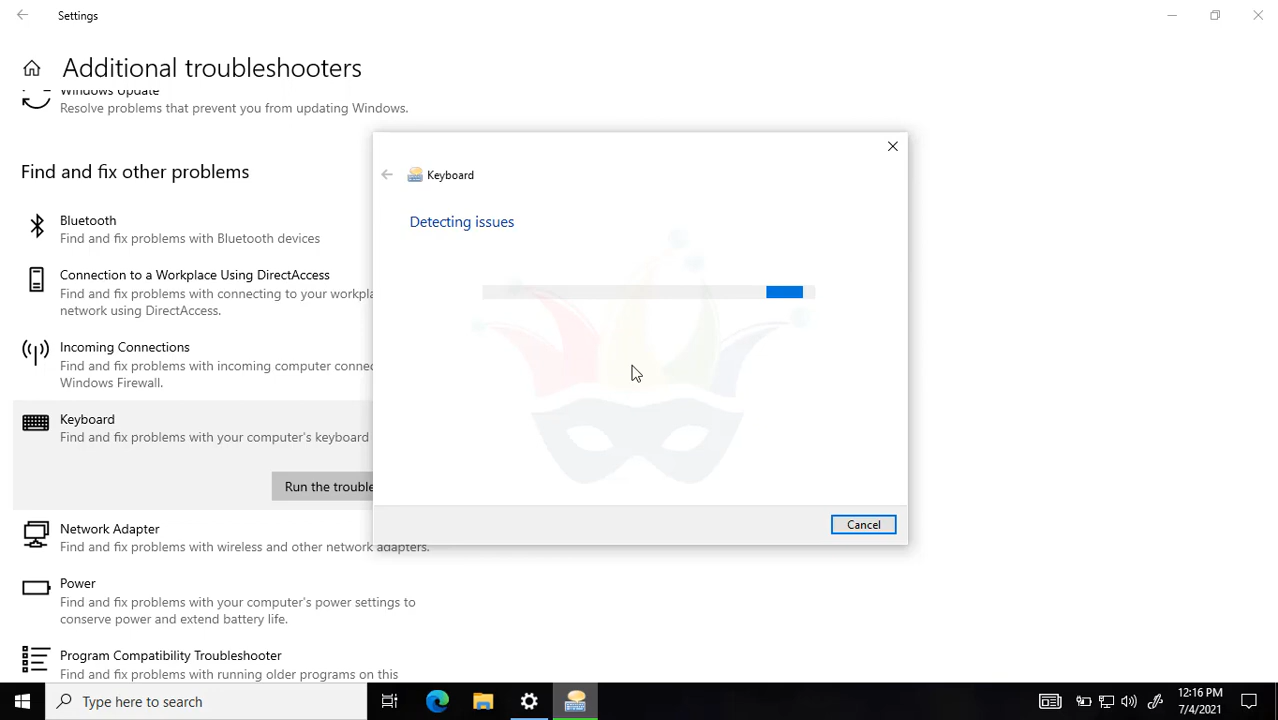 Settings
Additional troubleshooters
Windows Update
Resolve problems that prevent you from updating Windows.
Find and fix other problems
Bluetooth
Find and fix problems with Bluetooth devices
Connection to a Workplace Using DirectAccess
Find and fix problems with connecting to your workpla
network using DirectAccess.
Incoming Connections
Find and fix problems with incoming computer connec
Windows Firewall.
Keyboard
Find and fix problems with your computer's keyboard
Run the trouble
Network Adapter
Find and fix problems with wireless and other network adapters.
Power
Find and fix problems with your computer's power settings to
conserve power and extend battery life.
Program Compatibility Troubleshooter
Find and fix problems with running older programs on this
Keyboard
Detecting issues
Cancel
Type here to search
12:16 PM
7/4/2021